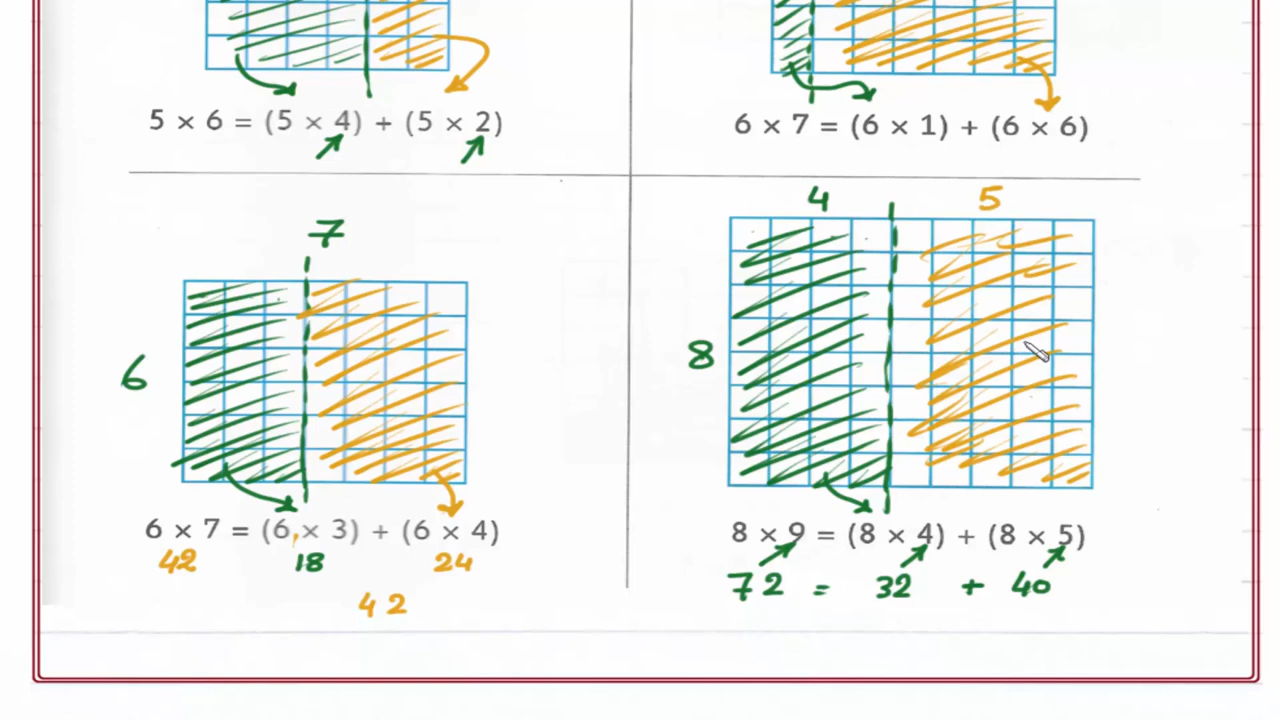 5 × 6 = (5 × 4) + (5 × 2)
6 × 7 = (6 × 1) + (6 × 6)
7
6
6 × 7 = (6 × 3) + (6 × 4)
42 18 24
42
4 5
8
8 × 9 = (8 × 4) + (8 × 5)
72 = 32 + 40